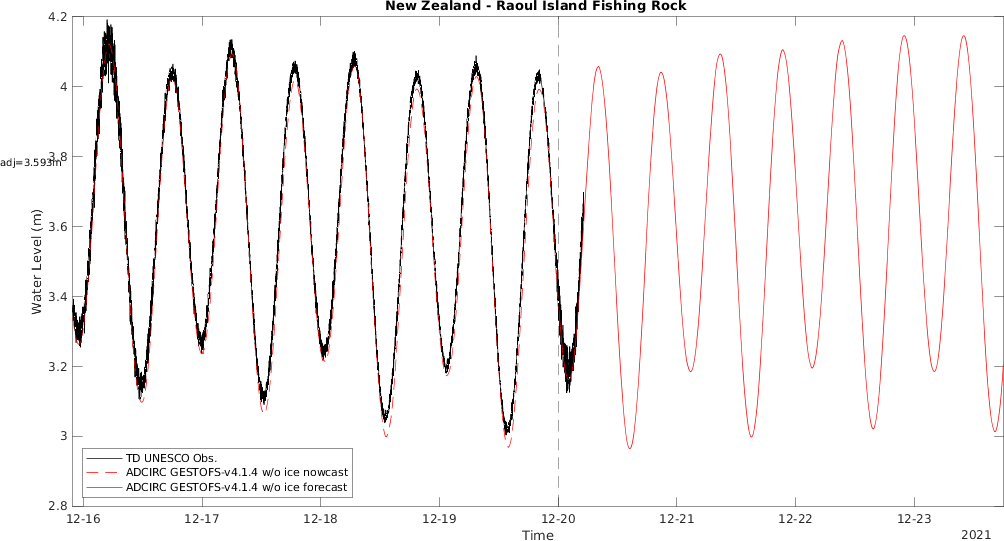 New Zealand - Raoul Island Fishing Rock
4.2
4
3.8
adj=3.593m
3.6
3.4
3.2
3
2.8
Water Level (m)
TD UNESCO Obs.
ADCIRC GESTOFS-v4.1.4 w/o ice nowcast
ADCIRC GESTOFS-v4.1.4 w/o ice forecast
12-16 12-17 12-18 12-19 12-20 12-21 12-22 12-23
Time
2021